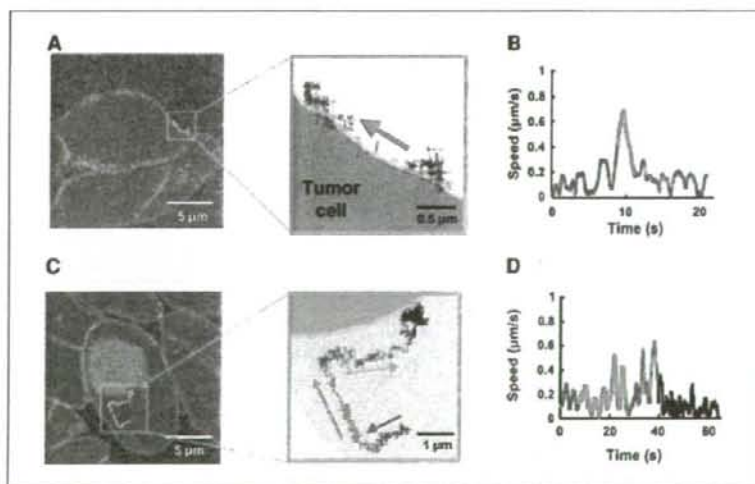 A
5 µm
Tumor
cell
0.5 µm
B
Speed (µm/s)
1
0.8
0.6
0.4
0.2
0
0
10
20
Time (s)
C
5 µm
1 µm
D
Speed (µm/s)
1
0.8
0.6
0.4
0.2
0
0
20
40
60
Time (s)